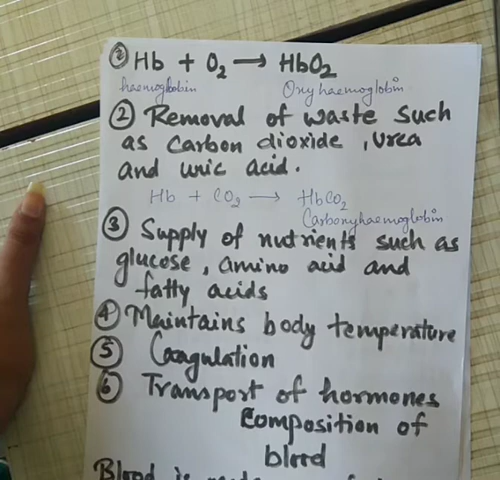 ① Hb + O₂ → HbO₂
haemoglobin Oxyhaemoglobin
② Removal of waste such
as Carbon dioxide, Urea
and uric acid.
Hb + CO₂ → HbCO₂
Carbonyhaemoglobin
③ Supply of nutrients such as
glucose, amino acid and
fatty acids
④ Maintains body temperature
⑤ Coagulation
⑥ Transport of hormones
Composition of
blood
Blood is made